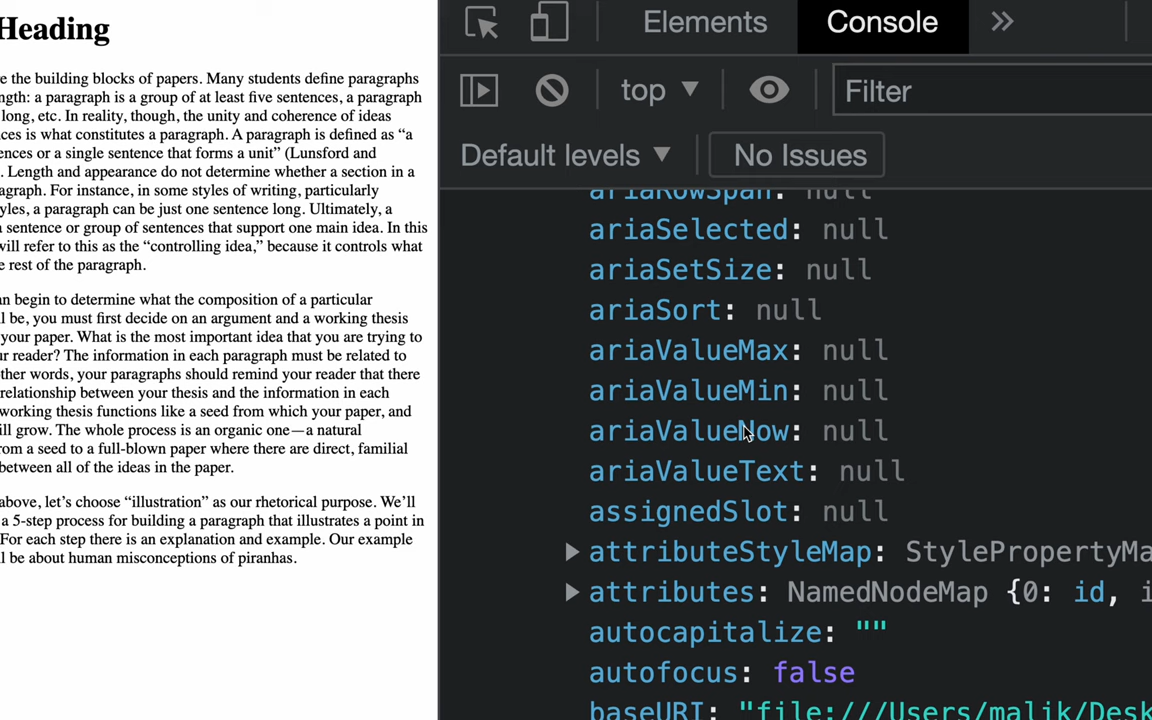 Heading
e the building blocks of papers. Many students define paragraphs
ngth: a paragraph is a group of at least five sentences, a paragraph
long, etc. In reality, though, the unity and coherence of ideas
ces is what constitutes a paragraph. A paragraph is defined as “a
ences or a single sentence that forms a unit” (Lunsford and
. Length and appearance do not determine whether a section in a
agraph. For instance, in some styles of writing, particularly
yles, a paragraph can be just one sentence long. Ultimately, a
a sentence or group of sentences that support one main idea. In this
will refer to this as the “controlling idea,” because it controls what
e rest of the paragraph.
an begin to determine what the composition of a particular
ll be, you must first decide on an argument and a working thesis
your paper. What is the most important idea that you are trying to
ur reader? The information in each paragraph must be related to
ther words, your paragraphs should remind your reader that there
relationship between your thesis and the information in each
working thesis functions like a seed from which your paper, and
ill grow. The whole process is an organic one—a natural
rom a seed to a full-blown paper where there are direct, familial
between all of the ideas in the paper.
above, let’s choose “illustration” as our rhetorical purpose. We’ll
a 5-step process for building a paragraph that illustrates a point in
For each step there is an explanation and example. Our example
ll be about human misconceptions of piranhas.
Elements Console
top Filter
Default levels No Issues
ariaRowSpan: null
ariaSelected: null
ariaSetSize: null
ariaSort: null
ariaValueMax: null
ariaValueMin: null
ariaValueNow: null
ariaValueText: null
assignedSlot: null
attributeStyleMap: StylePropertyMa
attributes: NamedNodeMap {0: id, i
autocapitalize: ""
autofocus: false
baseURI: "file:///Users/malik/Desk